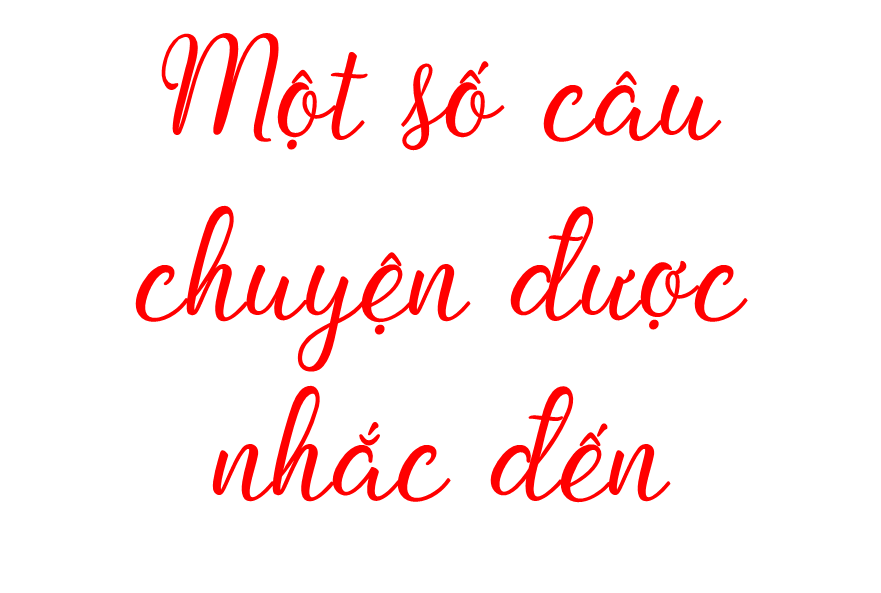 Một số câu
chuyện được
nhắc đến